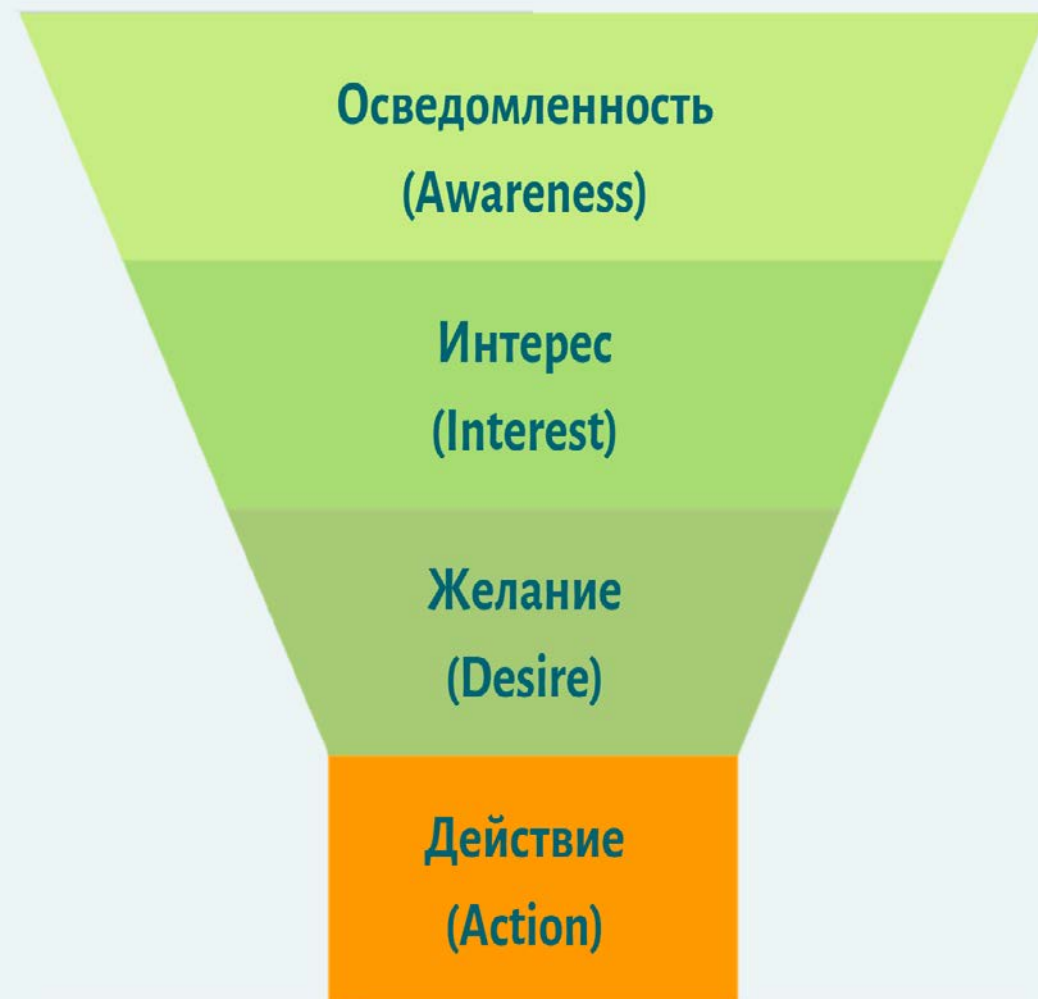 Осведомленность
(Awareness)
Интерес
(Interest)
Желание
(Desire)
Действие
(Action)